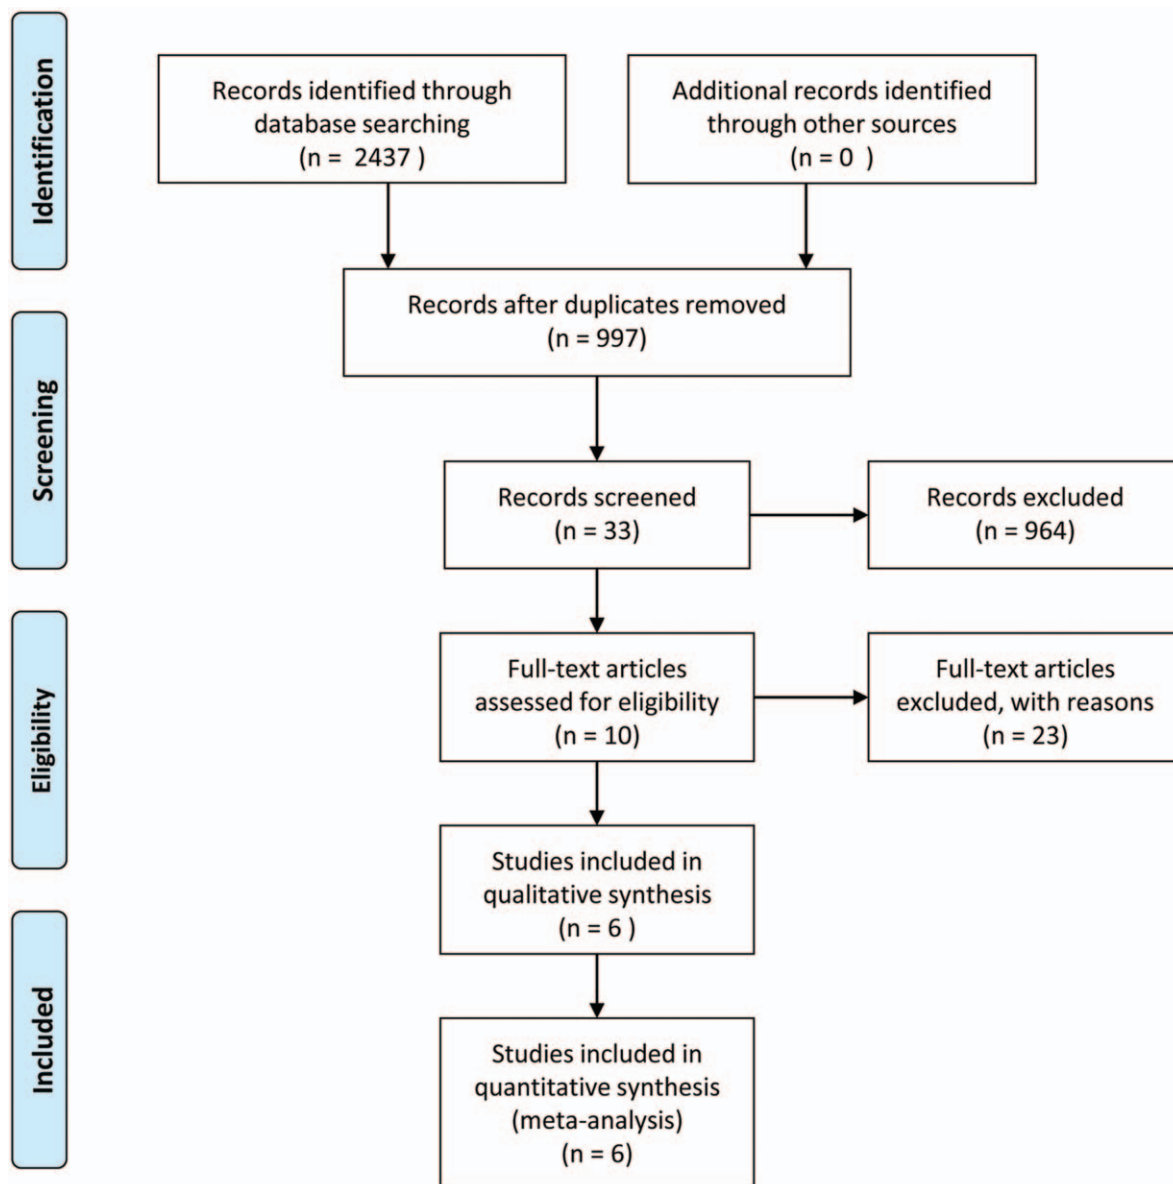 Identification
Records identified through
database searching
(n = 2437 )
Additional records identified
through other sources
(n = 0 )
Records after duplicates removed
(n = 997)
Screening
Records screened
(n = 33)
Records excluded
(n = 964)
Eligibility
Full-text articles
assessed for eligibility
(n = 10)
Full-text articles
excluded, with reasons
(n = 23)
Studies included in
qualitative synthesis
(n = 6 )
Included
Studies included in
quantitative synthesis
(meta-analysis)
(n = 6)